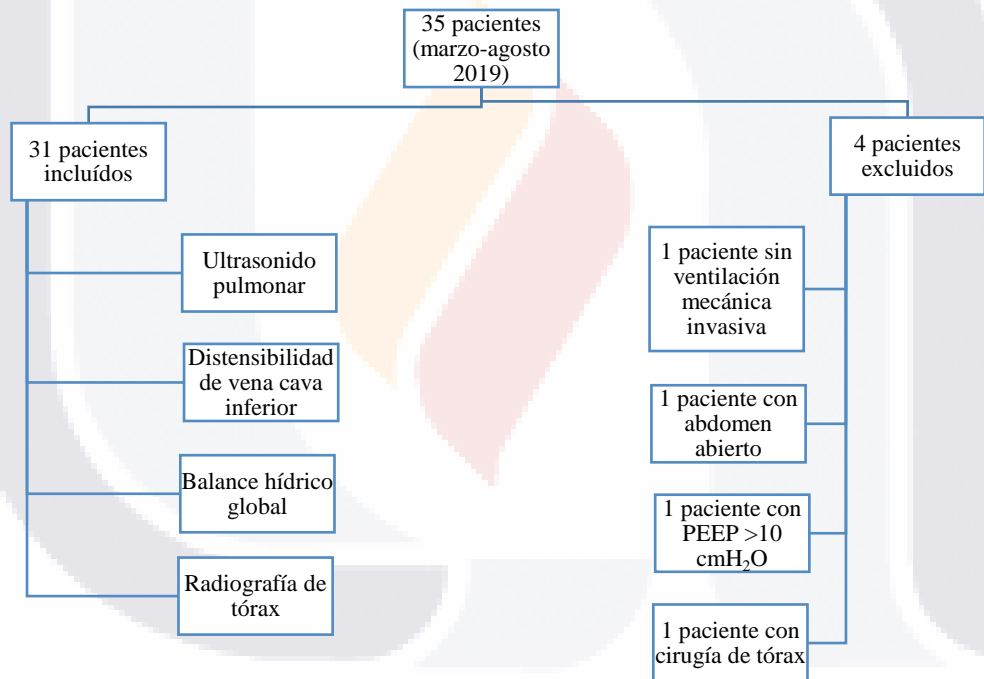 35 pacientes
(marzo-agosto
2019)
31 pacientes
incluídos
4 pacientes
excluidos
Ultrasonido
pulmonar
Distensibilidad
de vena cava
inferior
Balance hídrico
global
Radiografía de
tórax
1 paciente sin
ventilación
mecánica
invasiva
1 paciente con
abdomen
abierto
1 paciente con
PEEP >10
cmH₂O
1 paciente con
cirugía de tórax